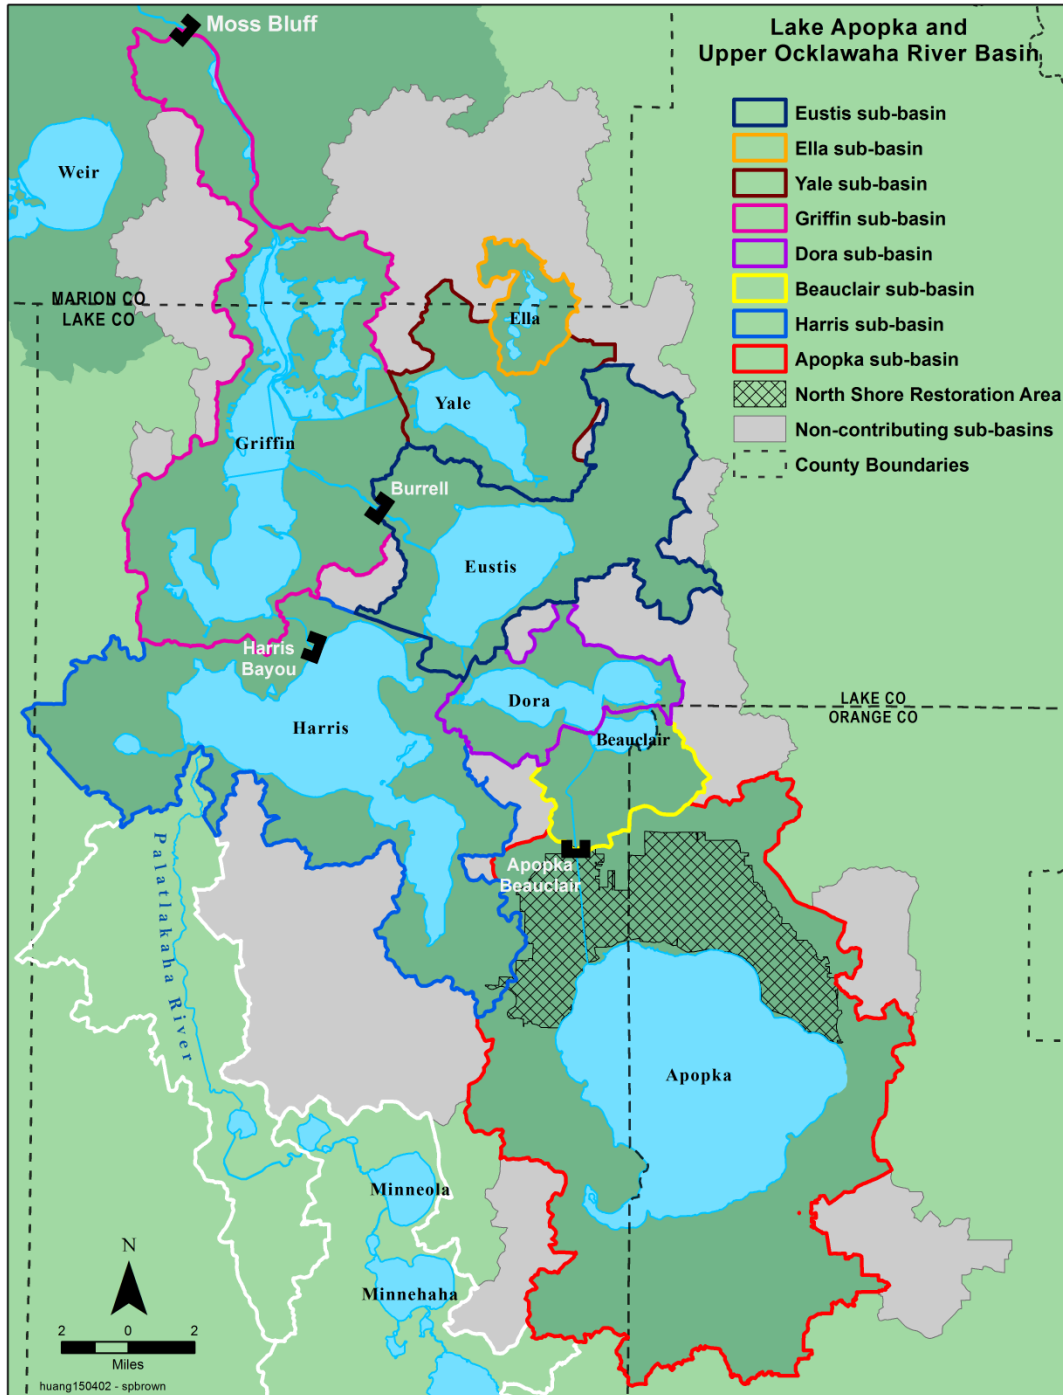 Moss Bluff
Lake Apopka and
Upper Ocklawaha River Basin
Eustis sub-basin
Ella sub-basin
Yale sub-basin
Griffin sub-basin
Dora sub-basin
Beauclair sub-basin
Harris sub-basin
Apopka sub-basin
North Shore Restoration Area
Non-contributing sub-basins
County Boundaries
Weir
MARION CO
LAKE CO
Ella
Yale
Griffin
Burrell
Eustis
Harris
Bayou
Dora
LAKE CO
ORANGE CO
Harris
Beauclair
Apopka
Beauclair
Palatlakaha River
Apopka
Minneola
Minnehaha
N
2 0 2
Miles
huang150402 - spbrown